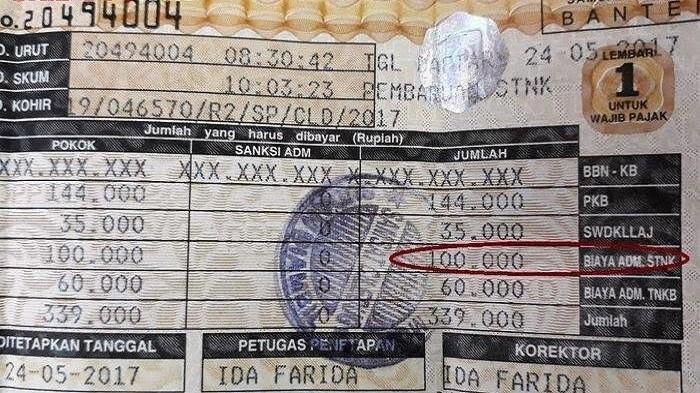 O. 20494004
BANTE
O. URUT 20494004 08:30:42 TGL 24-05-2017
O. SKUM 10:03:23 STNK
O. KOHIR 19/046570/R2/SP/CLD/2017
LEMBAR
1
UNTUK
WAJIB PAJAK
Jumlah yang harus dibayar (Rupiah)
POKOK SANKSI ADM JUMLAH
XXX.XXX.XXX XXX.XXX.XXX X.XXX.XXX.XXX BBN - KB
144.000 0 144.000 PKB
35.000 0 35.000 SWDKLLAJ
100.000 0 100.000 BIAYA ADM. STNK
60.000 0 60.000 BIAYA ADM. TNKB
339.000 0 339.000 Jumlah
DITETAPKAN TANGGAL PETUGAS PENETAPAN KOREKTOR
24-05-2017 IDA FARIDA IDA FARIDA